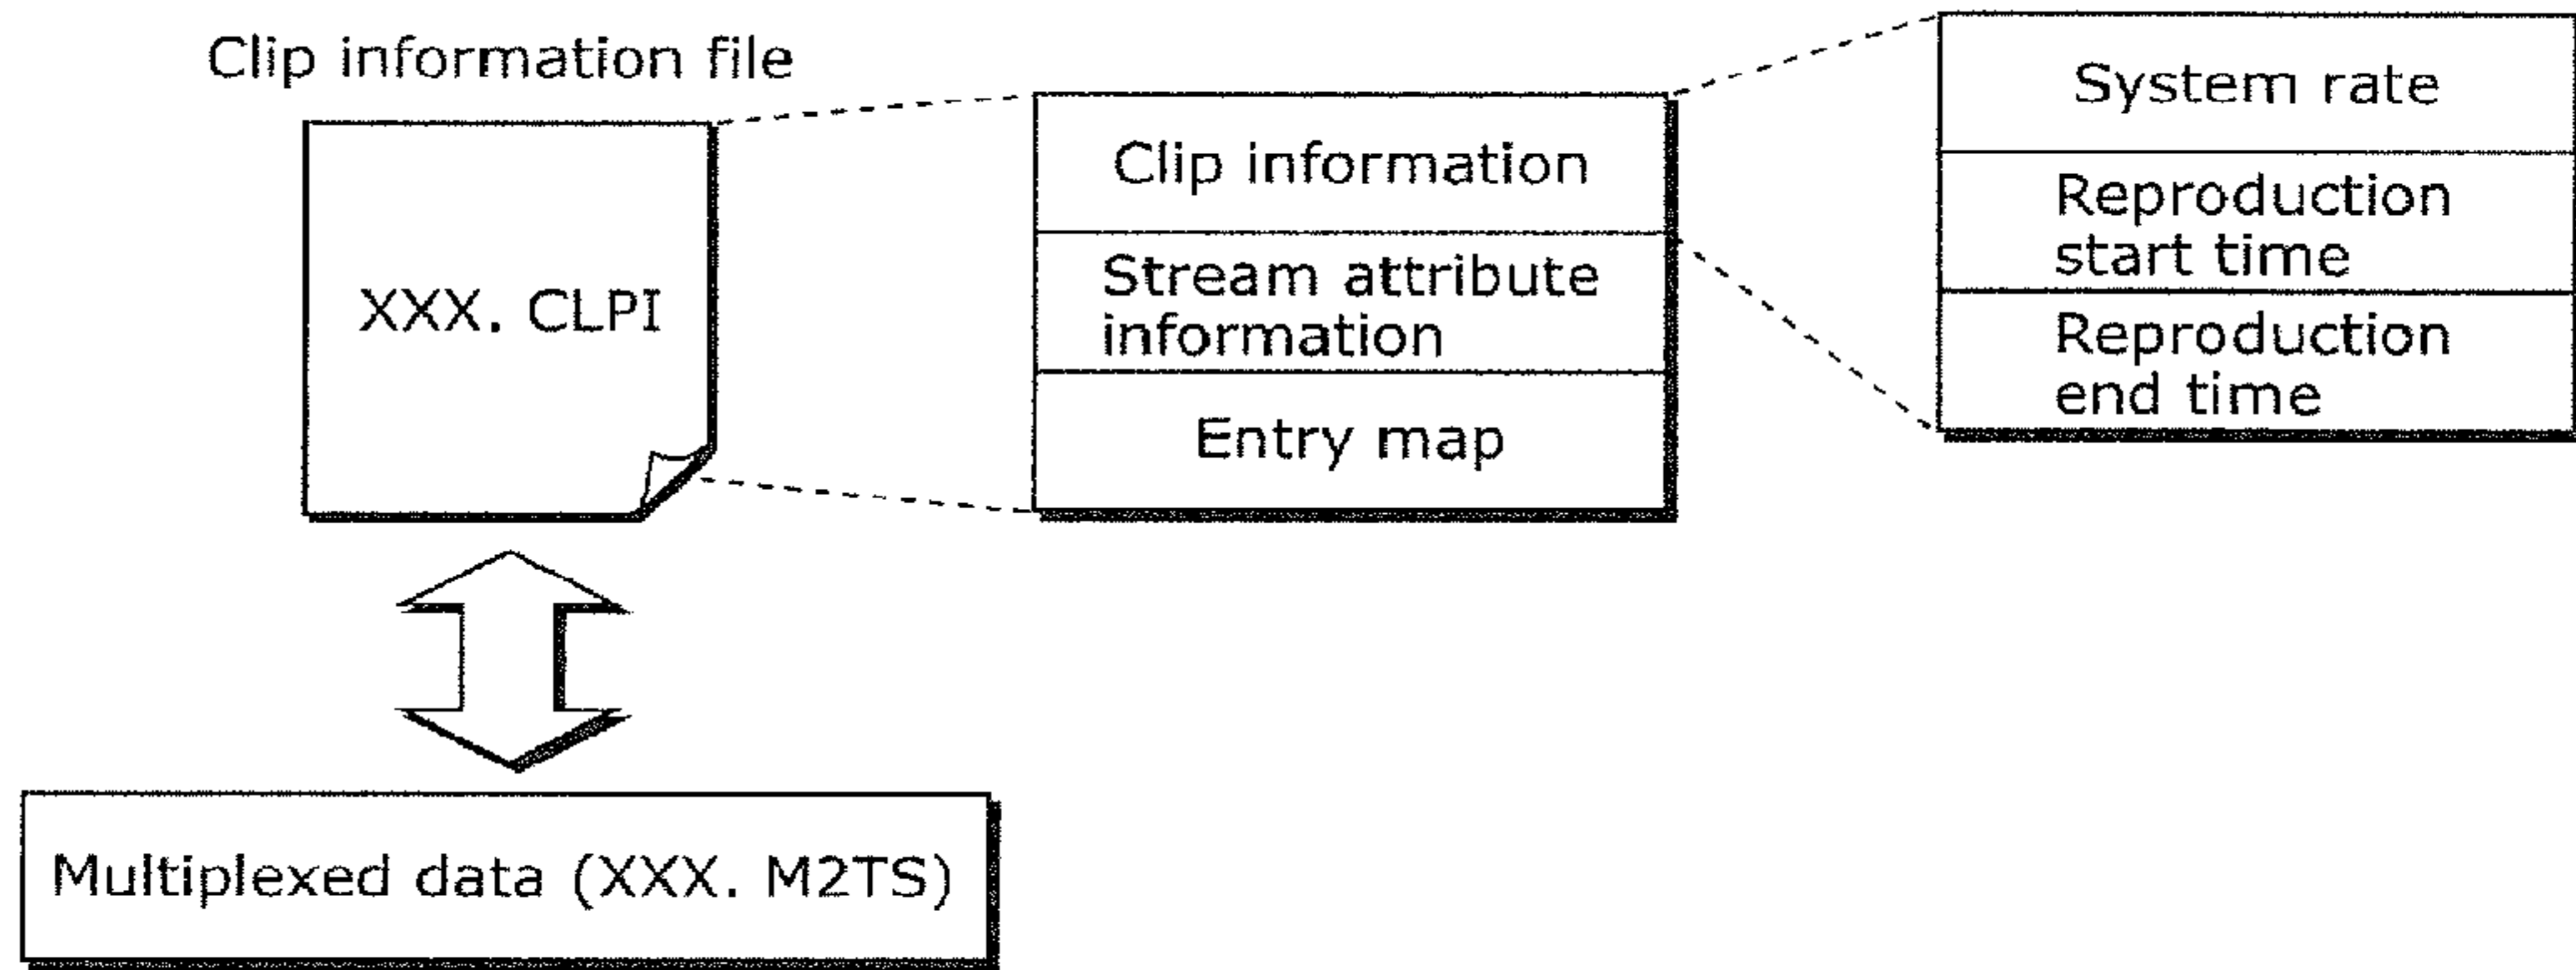 Clip information file
XXX. CLPI
Clip information
Stream attribute
information
Entry map
System rate
Reproduction
start time
Reproduction
end time
Multiplexed data (XXX. M2TS)